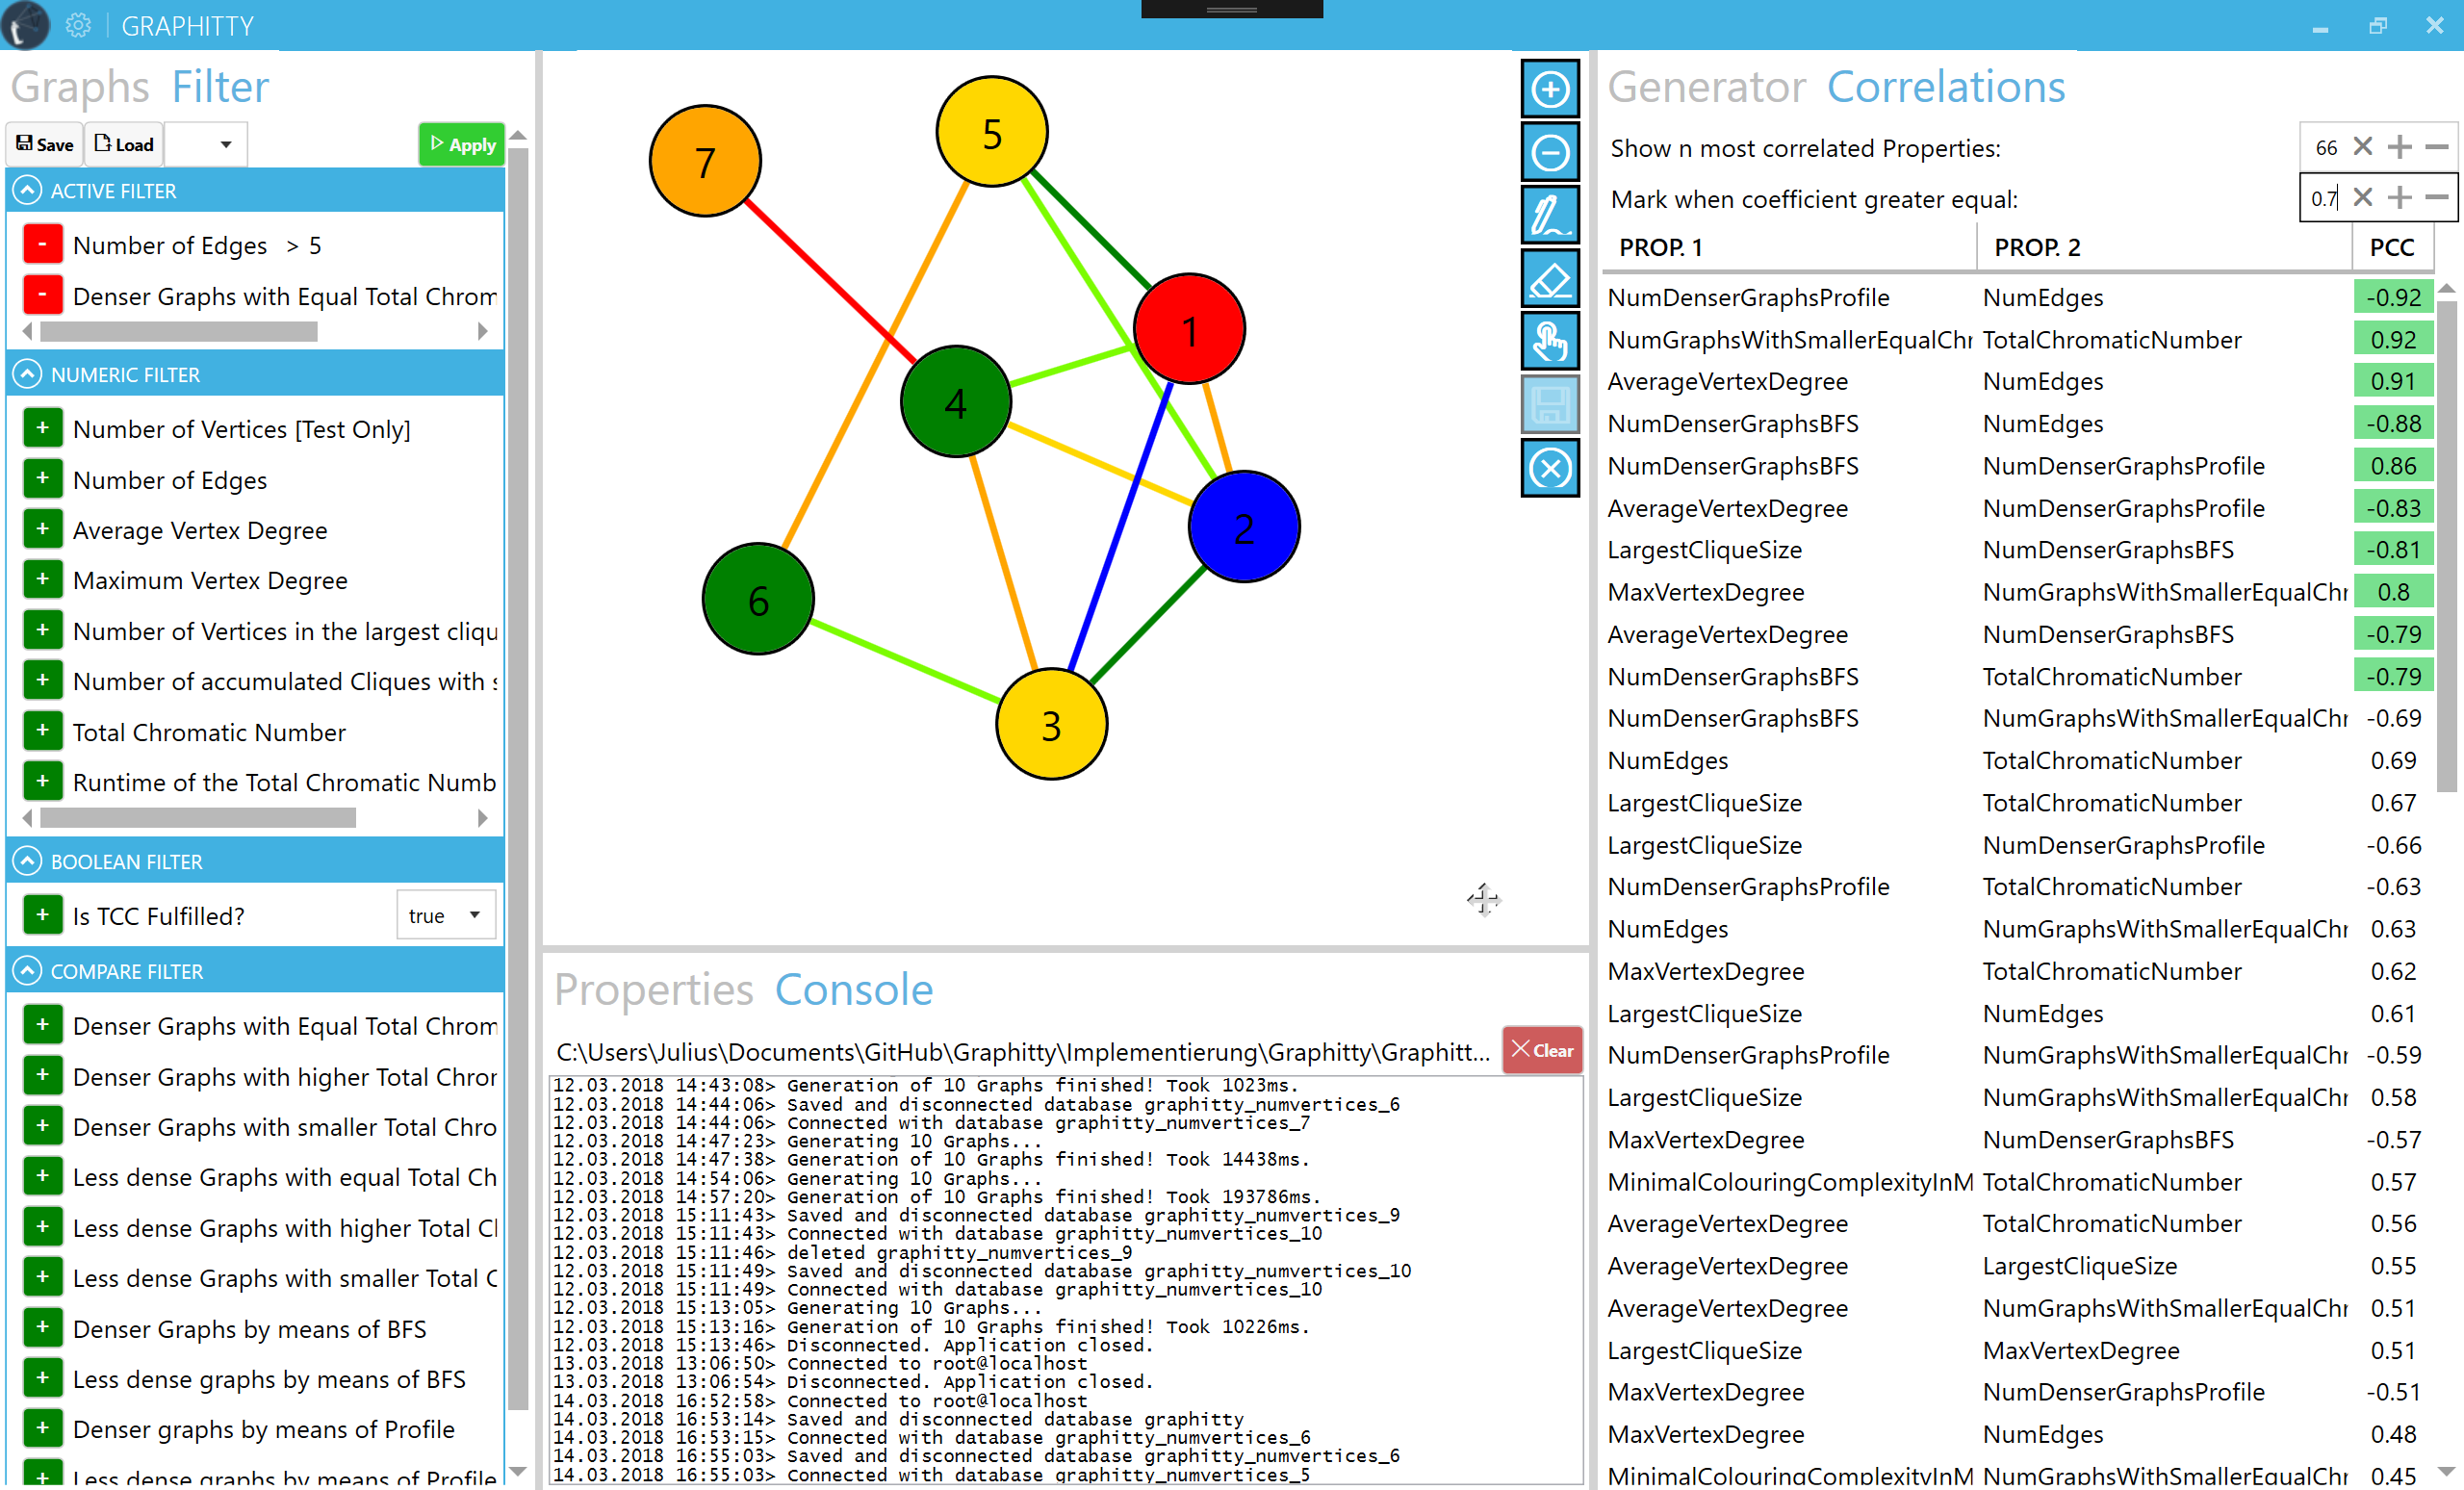 GRAPHITTY
Graphs Filter
Save Load Apply
ACTIVE FILTER
- Number of Edges > 5
- Denser Graphs with Equal Total Chrom
NUMERIC FILTER
+ Number of Vertices [Test Only]
+ Number of Edges
+ Average Vertex Degree
+ Maximum Vertex Degree
+ Number of Vertices in the largest cliqu
+ Number of accumulated Cliques with s
+ Total Chromatic Number
+ Runtime of the Total Chromatic Numb
BOOLEAN FILTER
+ Is TCC Fulfilled? true
COMPARE FILTER
+ Denser Graphs with Equal Total Chrom
+ Denser Graphs with higher Total Chror
+ Denser Graphs with smaller Total Chro
+ Less dense Graphs with equal Total Ch
+ Less dense Graphs with higher Total Cl
+ Less dense Graphs with smaller Total C
+ Denser Graphs by means of BFS
+ Less dense graphs by means of BFS
+ Denser graphs by means of Profile
+ Less dense graphs by means of Profile
7
5
1
4
2
6
3
Properties Console
C:\Users\Julius\Documents\GitHub\Graphitty\Implementierung\Graphitty\Graphitt...
Clear
12.03.2018 14:43:08> Generation of 10 Graphs finished! Took 1023ms.
12.03.2018 14:44:06> Saved and disconnected database graphitty_numvertices_6
12.03.2018 14:44:06> Connected with database graphitty_numvertices_7
12.03.2018 14:47:23> Generating 10 Graphs...
12.03.2018 14:47:38> Generation of 10 Graphs finished! Took 14438ms.
12.03.2018 14:54:06> Generating 10 Graphs...
12.03.2018 14:57:20> Generation of 10 Graphs finished! Took 193786ms.
12.03.2018 15:11:43> Saved and disconnected database graphitty_numvertices_9
12.03.2018 15:11:43> Connected with database graphitty_numvertices_10
12.03.2018 15:11:46> deleted graphitty_numvertices_9
12.03.2018 15:11:49> Saved and disconnected database graphitty_numvertices_10
12.03.2018 15:11:49> Connected with database graphitty_numvertices_10
12.03.2018 15:13:05> Generating 10 Graphs...
12.03.2018 15:13:16> Generation of 10 Graphs finished! Took 10226ms.
12.03.2018 15:13:46> Disconnected. Application closed.
13.03.2018 13:06:50> Connected to root@localhost
13.03.2018 13:06:54> Disconnected. Application closed.
14.03.2018 16:52:58> Connected to root@localhost
14.03.2018 16:53:14> Saved and disconnected database graphitty
14.03.2018 16:53:15> Connected with database graphitty_numvertices_6
14.03.2018 16:55:03> Saved and disconnected database graphitty_numvertices_6
14.03.2018 16:55:03> Connected with database graphitty_numvertices_5
Generator Correlations
Show n most correlated Properties: 66
Mark when coefficient greater equal: 0.7
PROP. 1 PROP. 2 PCC
NumDenserGraphsProfile NumEdges -0.92
NumGraphsWithSmallerEqualChr TotalChromaticNumber 0.92
AverageVertexDegree NumEdges 0.91
NumDenserGraphsBFS NumEdges -0.88
NumDenserGraphsBFS NumDenserGraphsProfile 0.86
AverageVertexDegree NumDenserGraphsProfile -0.83
LargestCliqueSize NumDenserGraphsBFS -0.81
MaxVertexDegree NumGraphsWithSmallerEqualChr 0.8
AverageVertexDegree NumDenserGraphsBFS -0.79
NumDenserGraphsBFS TotalChromaticNumber -0.79
NumDenserGraphsBFS NumGraphsWithSmallerEqualChr -0.69
NumEdges TotalChromaticNumber 0.69
LargestCliqueSize TotalChromaticNumber 0.67
LargestCliqueSize NumDenserGraphsProfile -0.66
NumDenserGraphsProfile TotalChromaticNumber -0.63
NumEdges NumGraphsWithSmallerEqualChr 0.63
MaxVertexDegree TotalChromaticNumber 0.62
LargestCliqueSize NumEdges 0.61
NumDenserGraphsProfile NumGraphsWithSmallerEqualChr -0.59
LargestCliqueSize NumGraphsWithSmallerEqualChr 0.58
MaxVertexDegree NumDenserGraphsBFS -0.57
MinimalColouringComplexityInM TotalChromaticNumber 0.57
AverageVertexDegree TotalChromaticNumber 0.56
AverageVertexDegree LargestCliqueSize 0.55
AverageVertexDegree NumGraphsWithSmallerEqualChr 0.51
LargestCliqueSize MaxVertexDegree 0.51
MaxVertexDegree NumDenserGraphsProfile -0.51
MaxVertexDegree NumEdges 0.48
MinimalColouringComplexityInM NumGraphsWithSmallerEqualChr 0.45